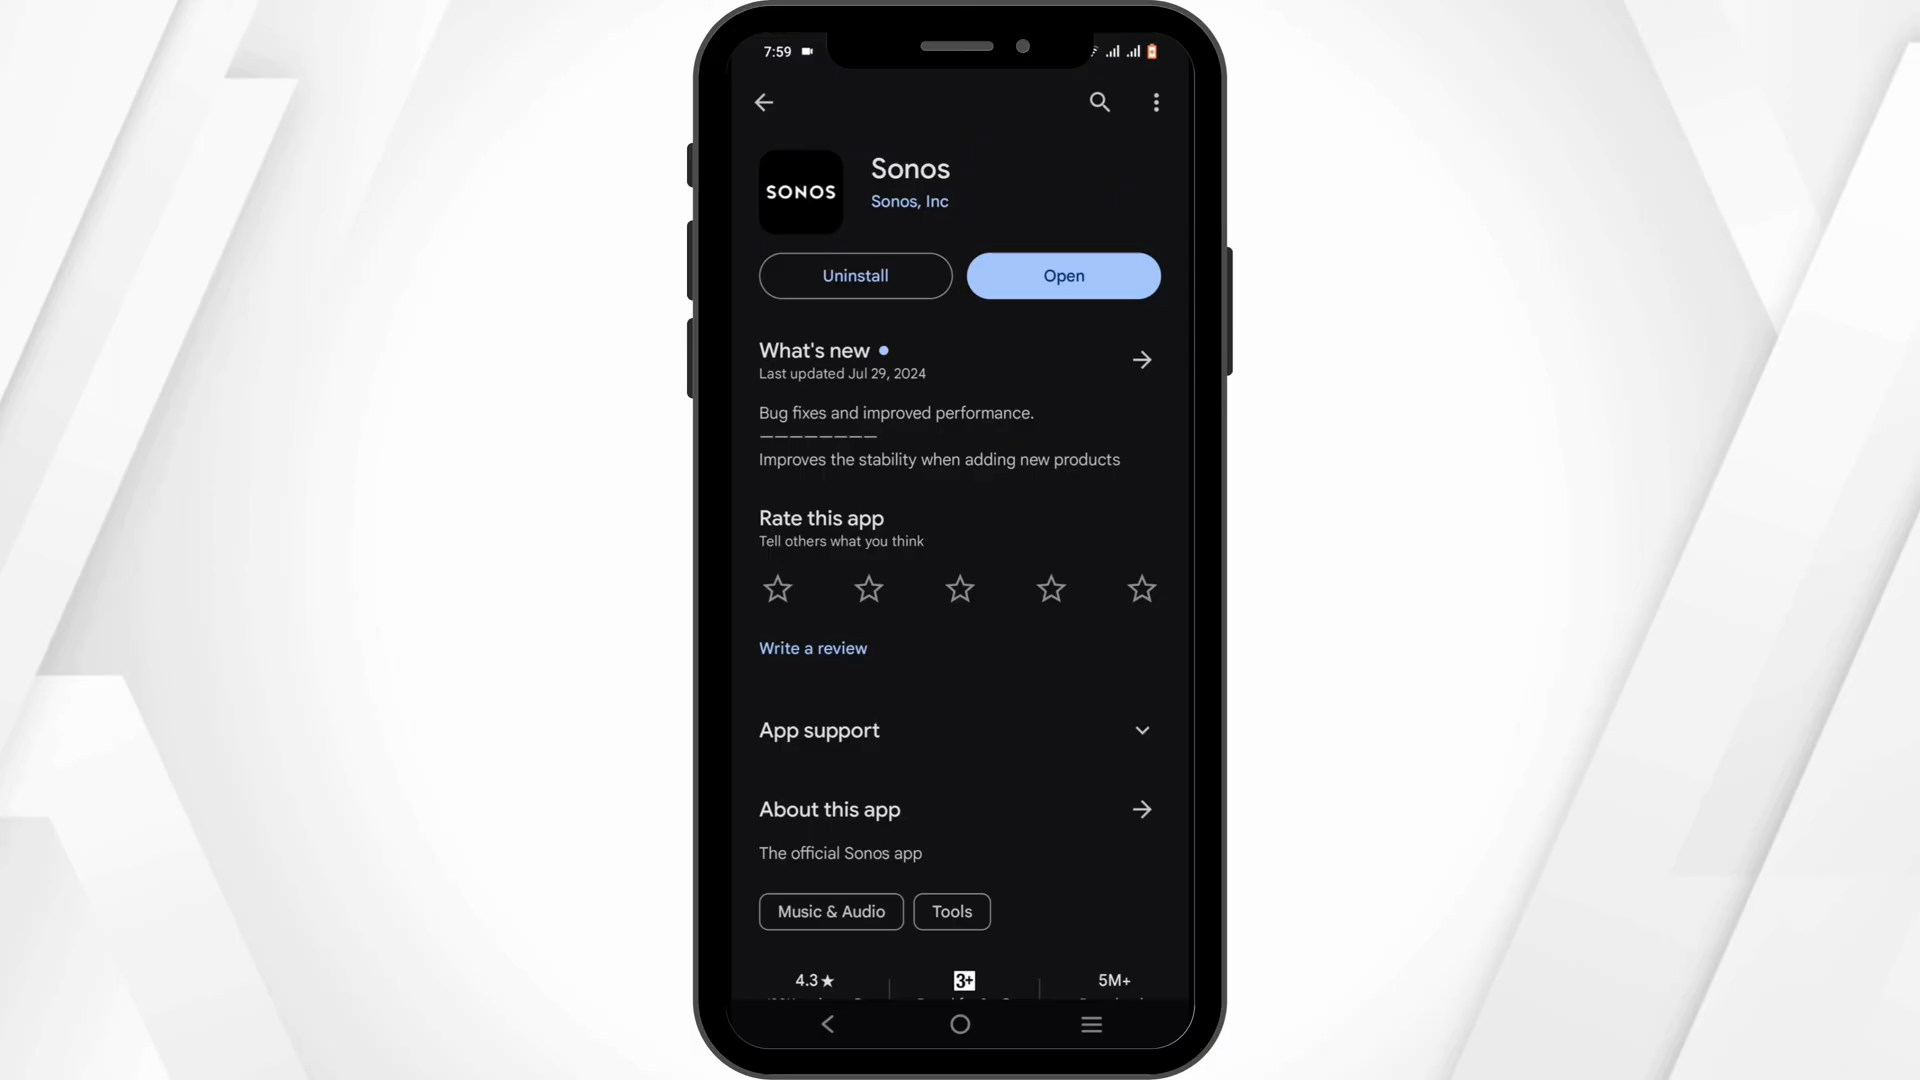 7:59
SONOS
Sonos
Sonos, Inc
Uninstall
Open
What's new
Last updated Jul 29, 2024
Bug fixes and improved performance.
————————
Improves the stability when adding new products
Rate this app
Tell others what you think
Write a review
App support
About this app
The official Sonos app
Music & Audio
Tools
4.3★
3+
5M+